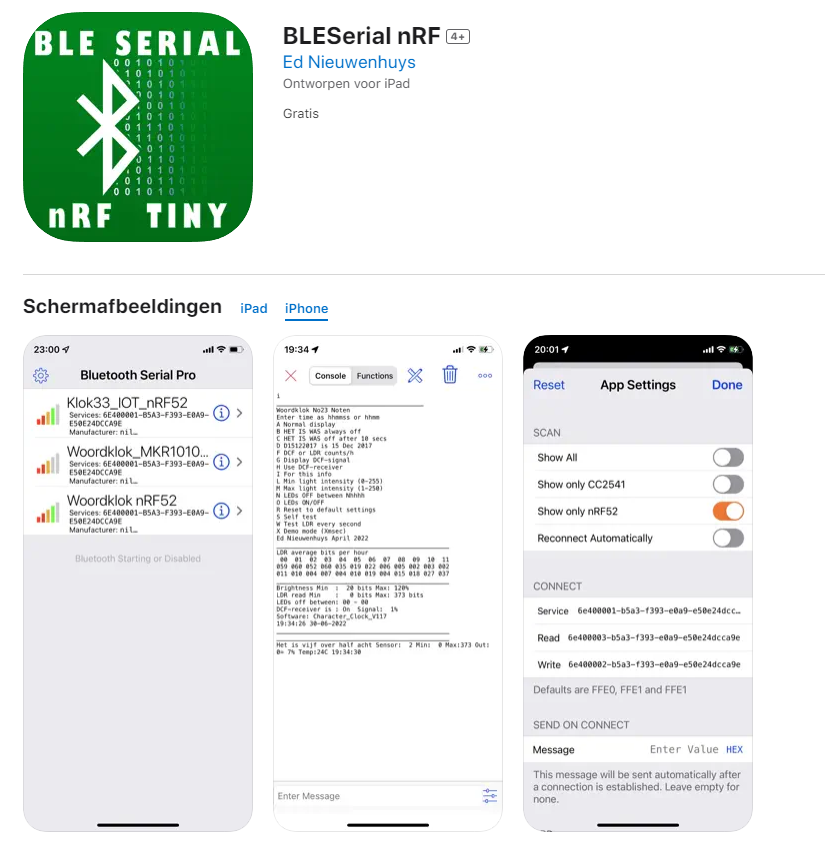 BLE SERIAL
nRF TINY
BLESerial nRF 4+
Ed Nieuwenhuys
Ontworpen voor iPad
Gratis
Schermafbeeldingen iPad iPhone
23:00
Bluetooth Serial Pro
Klok33_IOT_nRF52
Services: 6E400001-B5A3-F393-E0A9-
E50E24DCCA9E
Manufacturer: nil…
Woordklok_MKR1010...
Services: 6E400001-B5A3-F393-E0A9-
E50E24DCCA9E
Manufacturer: nil…
Woordklok nRF52
Services: 6E400001-B5A3-F393-E0A9-
E50E24DCCA9E
Manufacturer: nil…
Bluetooth Starting or Disabled
19:34
Console Functions
i
Woordklok No23 Noten
Enter time as hhmmss or hhmm
A Normal display
B HET IS WAS always off
C HET IS WAS off after 10 secs
D D15122017 is 15 Dec 2017
F DCF or LDR counts/h
G Display DCF-signal
H Use DCF-receiver
I For this info
L Min light intensity (0-255)
M Max light intensity (1-250)
N LEDs OFF between Nhhhh
O LEDs ON/OFF
R Reset to default settings
S Self test
W Test LDR every second
X Demo mode (Xmsec)
Ed Nieuwenhuys April 2022
LDR average bits per hour
00 01 02 03 04 05 06 07 08 09 10 11
059 060 052 060 035 019 022 006 005 002 003 002
011 010 004 007 004 010 019 004 015 018 027 037
Brightness Min : 20 bits Max: 120%
LDR read Min : 0 bits Max: 373 bits
LEDs off between: 00 - 00
DCF-receiver is : On Signal: 1%
Software: Character_Clock_V117
19:34:26 30-06-2022
Het is vijf over half acht Sensor: 2 Min: 0 Max:373 Out:
0= 7% Temp:24C 19:34:30
Enter Message
20:01
Reset App Settings Done
SCAN
Show All
Show only CC2541
Show only nRF52
Reconnect Automatically
CONNECT
Service 6e400001-b5a3-f393-e0a9-e50e24dcc…
Read 6e400003-b5a3-f393-e0a9-e50e24dcca9e
Write 6e400002-b5a3-f393-e0a9-e50e24dcca9e
Defaults are FFE0, FFE1 and FFE1
SEND ON CONNECT
Message Enter Value HEX
This message will be sent automatically after
a connection is established. Leave empty for
none.